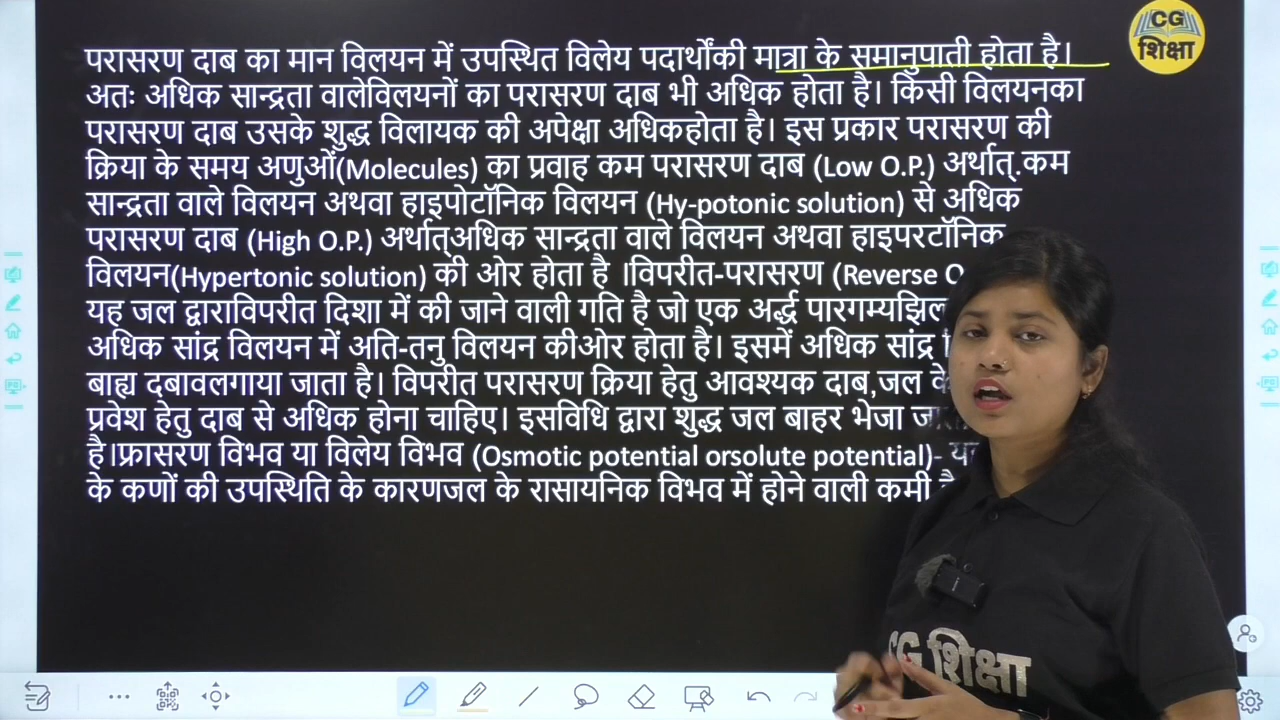 परासरण दाब का मान विलयन में उपस्थित विलेय पदार्थोंकी मात्रा के समानुपाती होता है।
अतः अधिक सान्द्रता वालेविलयनों का परासरण दाब भी अधिक होता है। किसी विलयनका
परासरण दाब उसके शुद्ध विलायक की अपेक्षा अधिकहोता है। इस प्रकार परासरण की
क्रिया के समय अणुओं(Molecules) का प्रवाह कम परासरण दाब (Low O.P.) अर्थात्.कम
सान्द्रता वाले विलयन अथवा हाइपोटॉनिक विलयन (Hy-potonic solution) से अधिक
परासरण दाब (High O.P.) अर्थात्अधिक सान्द्रता वाले विलयन अथवा हाइपरटॉनिक
विलयन(Hypertonic solution) की ओर होता है ।विपरीत-परासरण (Reverse
यह जल द्वाराविपरीत दिशा में की जाने वाली गति है जो एक अर्द्ध
अधिक सांद्र विलयन में अति-तनु विलयन कीओर होता है। इसमें अधिक सांद्र
बाह्य दबावलगाया जाता है। विपरीत परासरण क्रिया हेतु आवश्यक दाब,जल के
प्रवेश हेतु दाब से अधिक होना चाहिए। इसविधि द्वारा शुद्ध जल बाहर भेजा
है।फ्रासरण विभव या विलेय विभव (Osmotic potential orsolute potential)-
के कणों की उपस्थिति के कारणजल के रासायनिक विभव में होने वाली कमी
CG
शिक्षा
CG शिक्षा